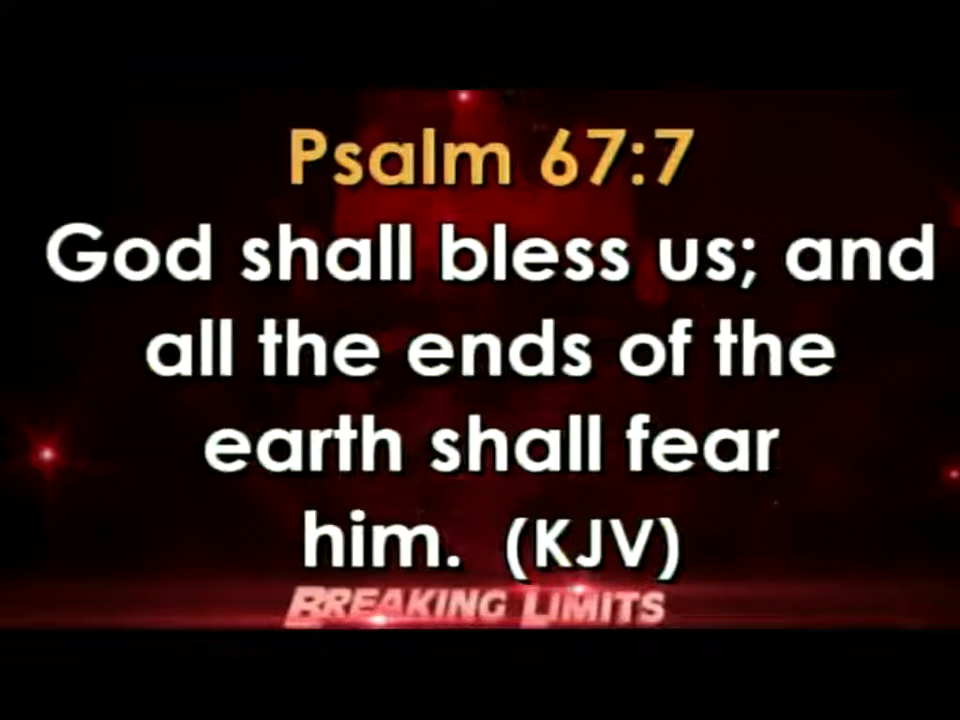 Psalm 67:7
God shall bless us; and
all the ends of the
earth shall fear
him. (KJV)
BREAKING LIMITS